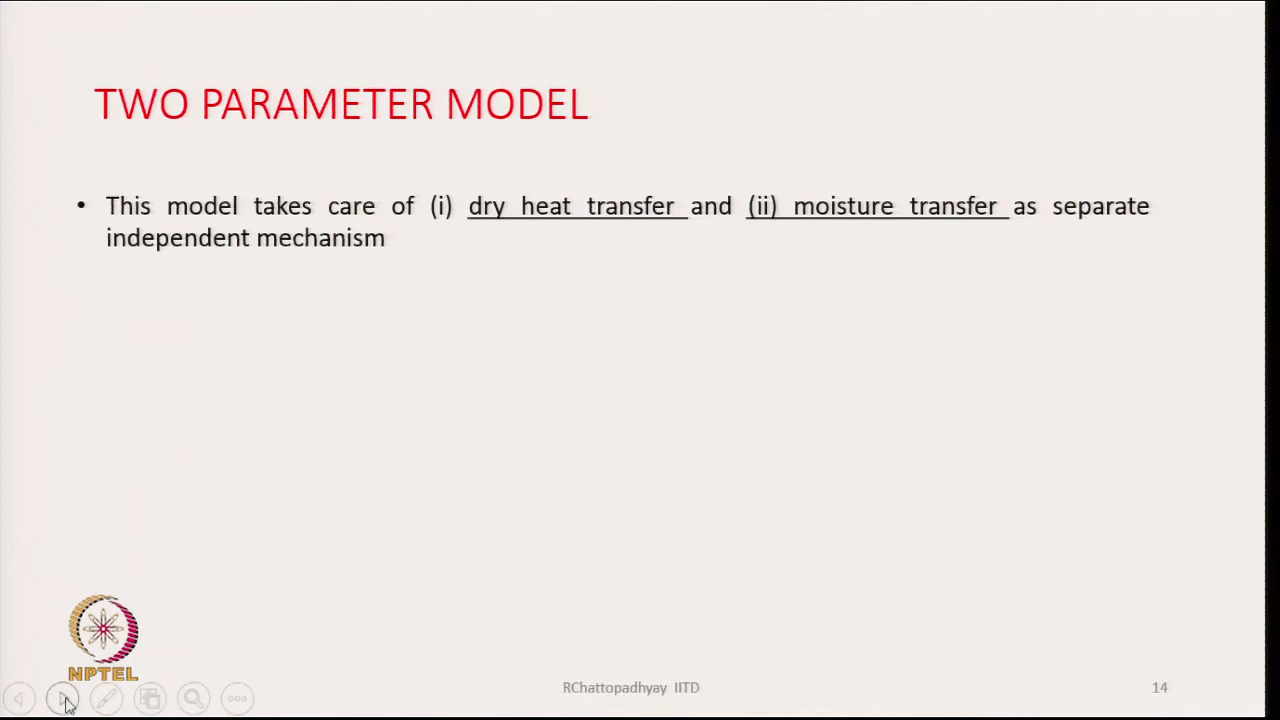 TWO PARAMETER MODEL
• This model takes care of (i) dry heat transfer and (ii) moisture transfer as separate
independent mechanism
NPTEL
RChattopadhyay IITD
14